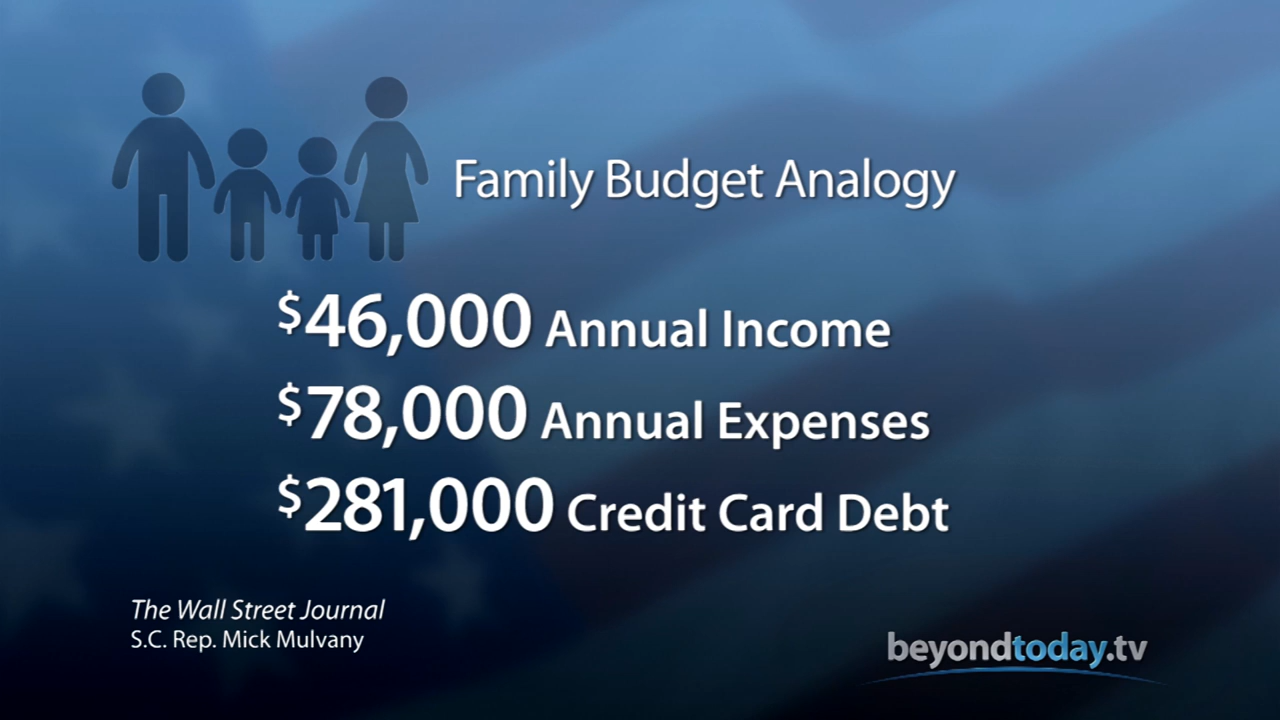 Family Budget Analogy
$46,000 Annual Income
$78,000 Annual Expenses
$281,000 Credit Card Debt
The Wall Street Journal
S.C. Rep. Mick Mulvany
beyondtoday.tv